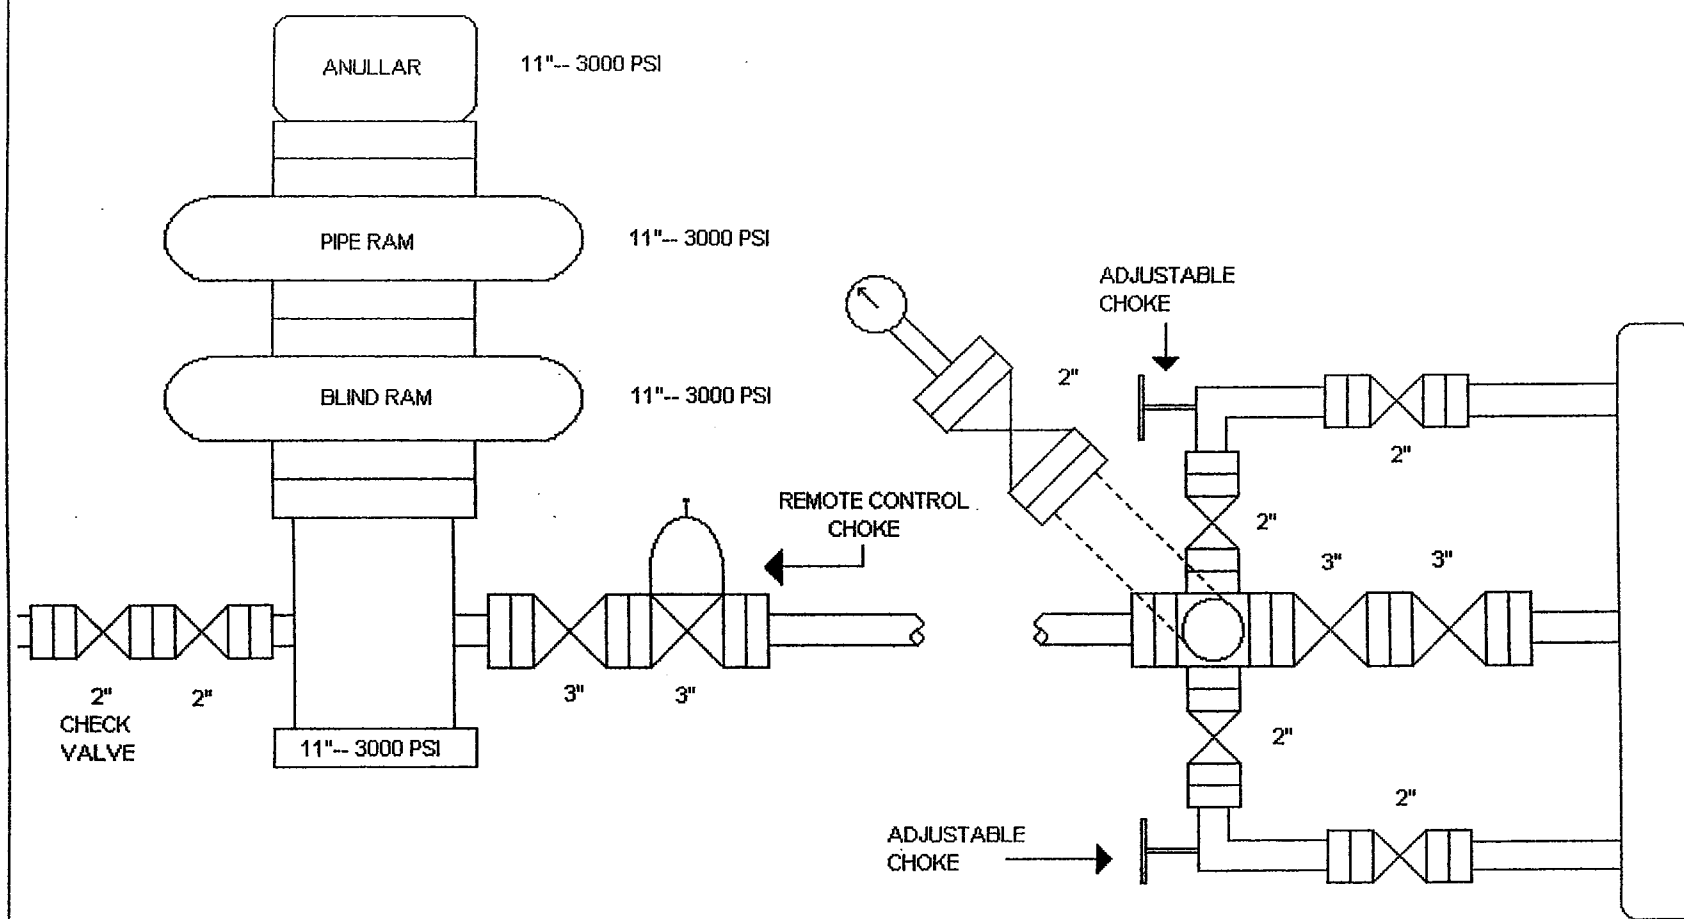 ANULLAR
11"-- 3000 PSI
PIPE RAM
11"-- 3000 PSI
BLIND RAM
11"-- 3000 PSI
REMOTE CONTROL
CHOKE
2"
2"
CHECK
VALVE
3"
3"
11"-- 3000 PSI
ADJUSTABLE
CHOKE
2"
2"
2"
3"
3"
2"
2"
ADJUSTABLE
CHOKE